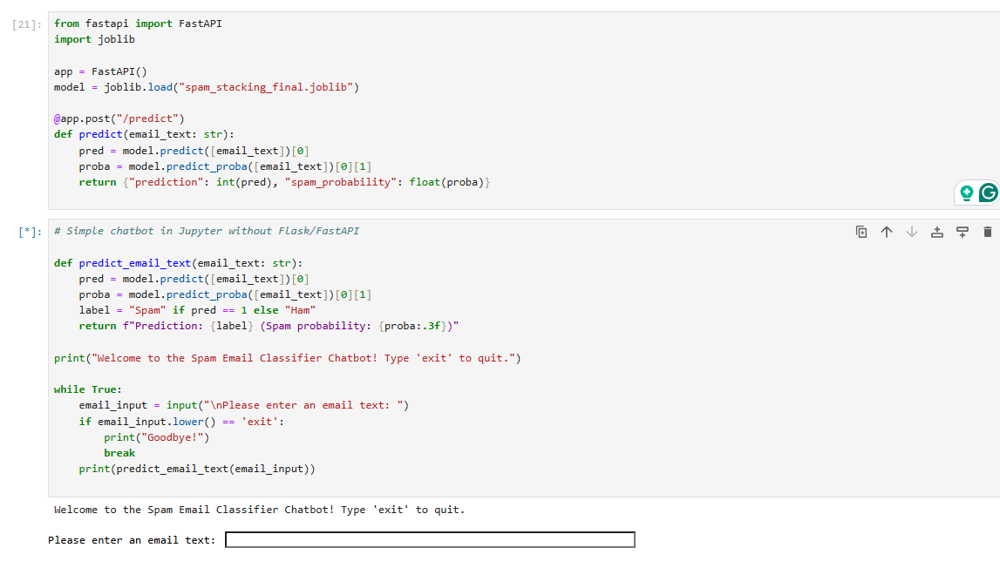 [21]: from fastapi import FastAPI
import joblib

app = FastAPI()
model = joblib.load("spam_stacking_final.joblib")

@app.post("/predict")
def predict(email_text: str):
    pred = model.predict([email_text])[0]
    proba = model.predict_proba([email_text])[0][1]
    return {"prediction": int(pred), "spam_probability": float(proba)}

[*]: # Simple chatbot in Jupyter without Flask/FastAPI

def predict_email_text(email_text: str):
    pred = model.predict([email_text])[0]
    proba = model.predict_proba([email_text])[0][1]
    label = "Spam" if pred == 1 else "Ham"
    return f"Prediction: {label} (Spam probability: {proba:.3f})"

print("Welcome to the Spam Email Classifier Chatbot! Type 'exit' to quit.")

while True:
    email_input = input("\nPlease enter an email text: ")
    if email_input.lower() == 'exit':
        print("Goodbye!")
        break
    print(predict_email_text(email_input))

Welcome to the Spam Email Classifier Chatbot! Type 'exit' to quit.

Please enter an email text: